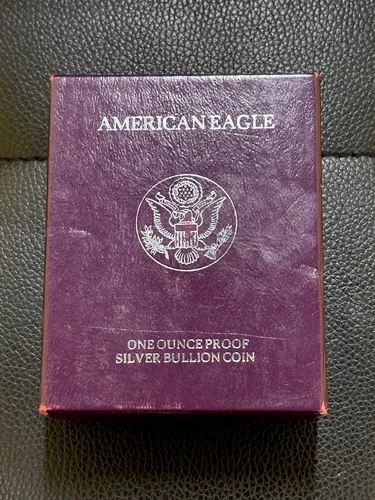 AMERICAN EAGLE
ONE OUNCE PROOF
SILVER BULLION COIN